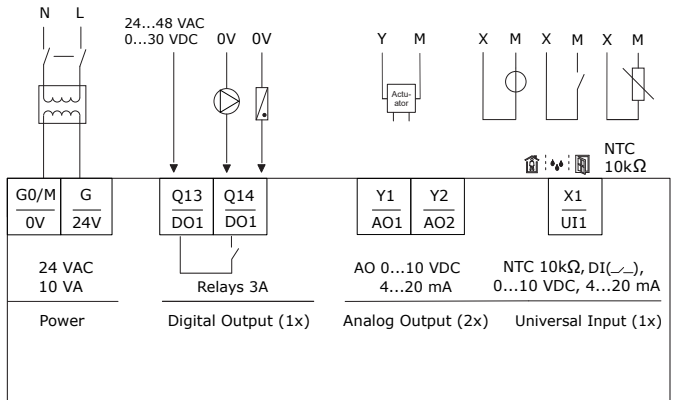 N L
24...48 VAC
0...30 VDC 0V 0V
Y M X M X M X M
Actu-
ator
NTC
10kΩ
G0/M G Q13 Q14 Y1 Y2 X1
0V 24V DO1 DO1 AO1 AO2 UI1
24 VAC
10 VA
Relays 3A
AO 0...10 VDC
4...20 mA
NTC 10kΩ, DI( ),
0...10 VDC, 4...20 mA
Power Digital Output (1x) Analog Output (2x) Universal Input (1x)